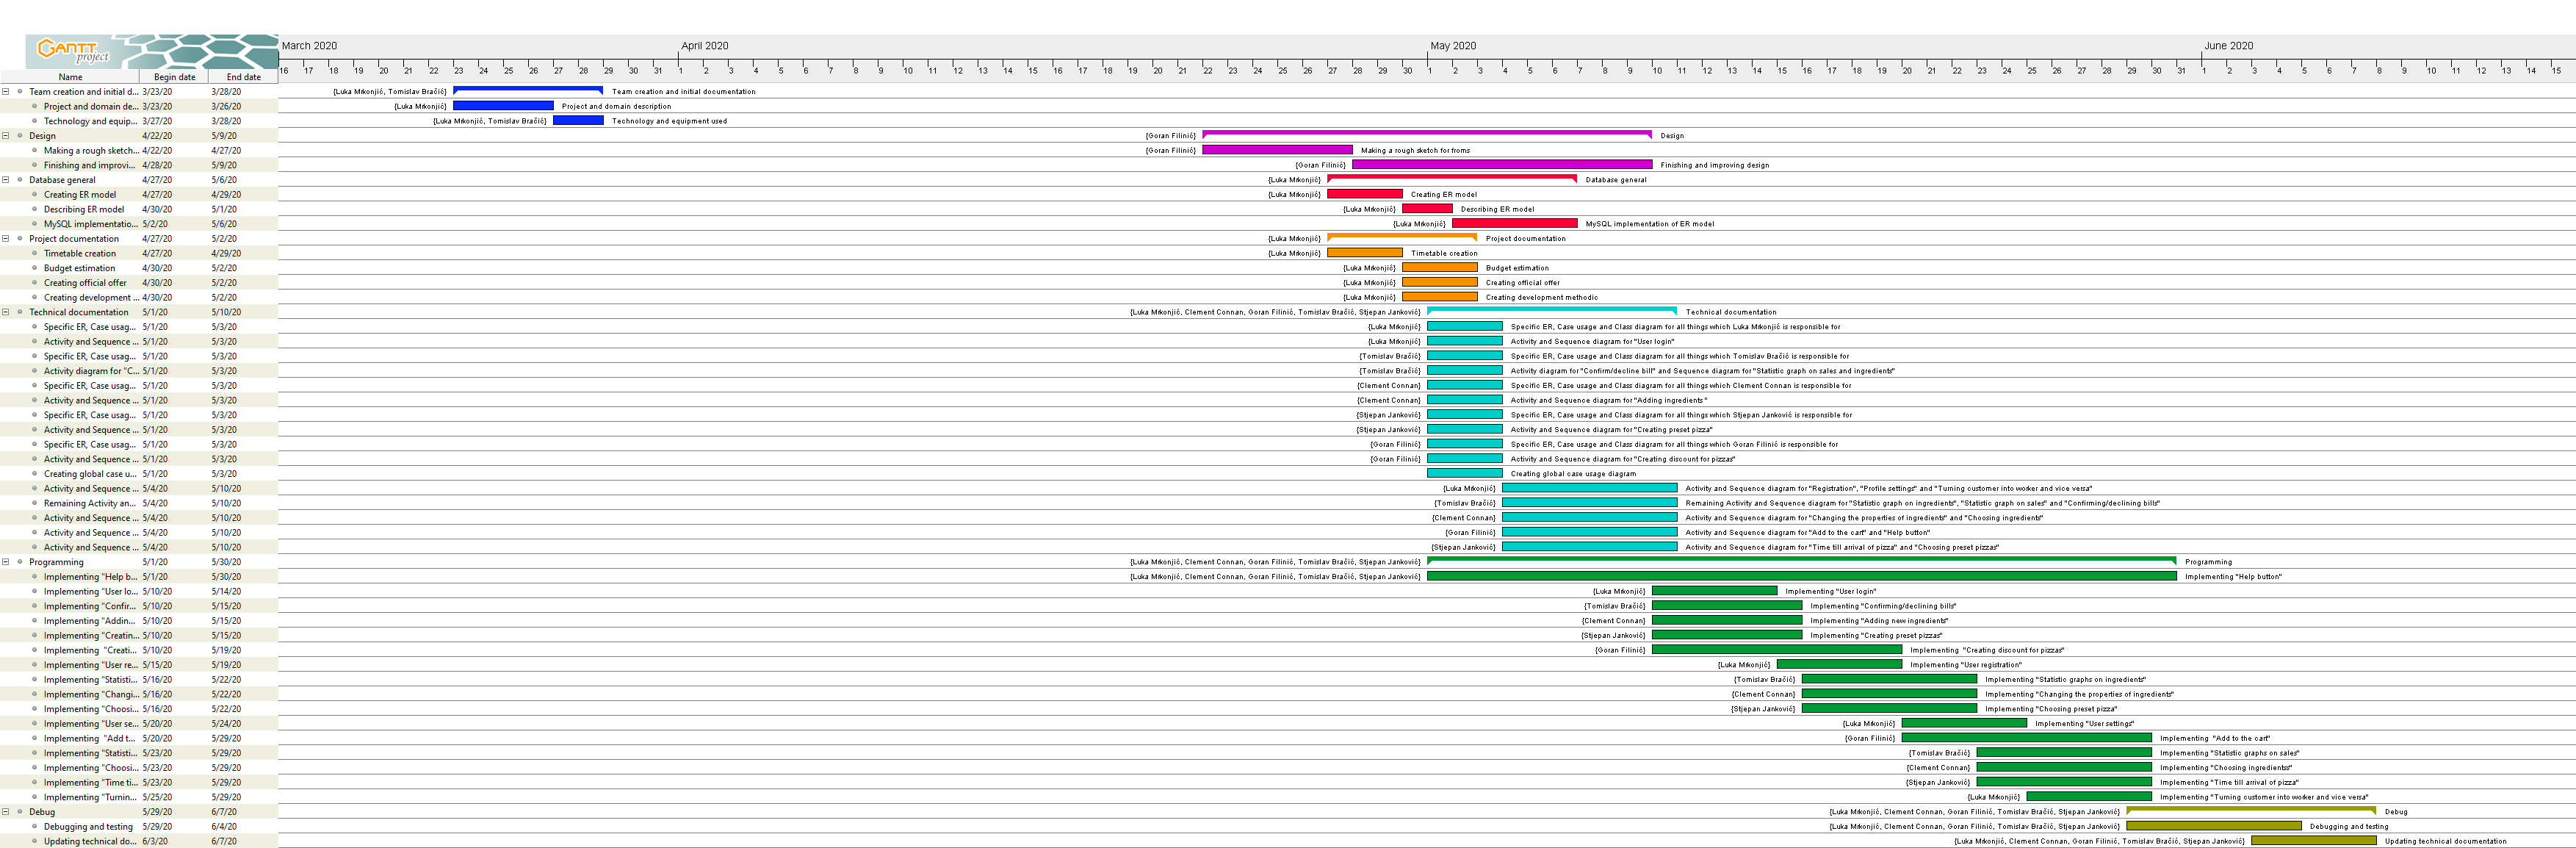 GANTT
project
March 2020 April 2020 May 2020 June 2020
Name Begin date End date 16 17 18 19 20 21 22 23 24 25 26 27 28 29 30 31 1 2 3 4 5 6 7 8 9 10 11 12 13 14 15 16 17 18 19 20 21 22 23 24 25 26 27 28 29 30 1 2 3 4 5 6 7 8 9 10 11 12 13 14 15 16 17 18 19 20 21 22 23 24 25 26 27 28 29 30 31 1 2 3 4 5 6 7 8 9 10 11 12 13 14 15
Team creation and initial d... 3/23/20 3/28/20 {Luka Mrkonjić, Tomislav Bračić} Team creation and initial documentation
Project and domain de... 3/23/20 3/26/20 {Luka Mrkonjić} Project and domain description
Technology and equip... 3/27/20 3/28/20 {Luka Mrkonjić, Tomislav Bračić} Technology and equipment used
Design 4/22/20 5/9/20 {Goran Filinić} Design
Making a rough sketch... 4/22/20 4/27/20 {Goran Filinić} Making a rough sketch for froms
Finishing and improvi... 4/28/20 5/9/20 {Goran Filinić} Finishing and improving design
Database general 4/27/20 5/6/20 {Luka Mrkonjić} Database general
Creating ER model 4/27/20 4/29/20 {Luka Mrkonjić} Creating ER model
Describing ER model 4/30/20 5/1/20 {Luka Mrkonjić} Describing ER model
MySQL implementatio... 5/2/20 5/6/20 {Luka Mrkonjić} MySQL implementation of ER model
Project documentation 4/27/20 5/2/20 {Luka Mrkonjić} Project documentation
Timetable creation 4/27/20 4/29/20 {Luka Mrkonjić} Timetable creation
Budget estimation 4/30/20 5/2/20 {Luka Mrkonjić} Budget estimation
Creating official offer 4/30/20 5/2/20 {Luka Mrkonjić} Creating official offer
Creating development ... 4/30/20 5/2/20 {Luka Mrkonjić} Creating development methodic
Technical documentation 5/1/20 5/10/20 {Luka Mrkonjić, Clement Connan, Goran Filinić, Tomislav Bračić, Stjepan Janković} Technical documentation
Specific ER, Case usag... 5/1/20 5/3/20 {Luka Mrkonjić} Specific ER, Case usage and Class diagram for all things which Luka Mrkonjić is responsible for
Activity and Sequence ... 5/1/20 5/3/20 {Luka Mrkonjić} Activity and Sequence diagram for "User login"
Specific ER, Case usag... 5/1/20 5/3/20 {Tomislav Bračić} Specific ER, Case usage and Class diagram for all things which Tomislav Bračić is responsible for
Activity diagram for "C... 5/1/20 5/3/20 {Tomislav Bračić} Activity diagram for "Confirm/decline bill" and Sequence diagram for "Statistic graph on sales and ingredients"
Specific ER, Case usag... 5/1/20 5/3/20 {Clement Connan} Specific ER, Case usage and Class diagram for all things which Clement Connan is responsible for
Activity and Sequence ... 5/1/20 5/3/20 {Clement Connan} Activity and Sequence diagram for "Adding ingredients "
Specific ER, Case usag... 5/1/20 5/3/20 {Stjepan Janković} Specific ER, Case usage and Class diagram for all things which Stjepan Janković is responsible for
Activity and Sequence ... 5/1/20 5/3/20 {Stjepan Janković} Activity and Sequence diagram for "Creating preset pizza"
Specific ER, Case usag... 5/1/20 5/3/20 {Goran Filinić} Specific ER, Case usage and Class diagram for all things which Goran Filinić is responsible for
Activity and Sequence ... 5/1/20 5/3/20 {Goran Filinić} Activity and Sequence diagram for "Creating discount for pizzas"
Creating global case u... 5/1/20 5/3/20 Creating global case usage diagram
Activity and Sequence ... 5/4/20 5/10/20 {Luka Mrkonjić} Activity and Sequence diagram for "Registration", "Profile settings" and "Turning customer into worker and vice versa"
Remaining Activity an... 5/4/20 5/10/20 {Tomislav Bračić} Remaining Activity and Sequence diagram for "Statistic graph on ingredients", "Statistic graph on sales" and "Confirming/declining bills"
Activity and Sequence ... 5/4/20 5/10/20 {Clement Connan} Activity and Sequence diagram for "Changing the properties of ingredients" and "Choosing ingredients"
Activity and Sequence ... 5/4/20 5/10/20 {Goran Filinić} Activity and Sequence diagram for "Add to the cart" and "Help button"
Activity and Sequence ... 5/4/20 5/10/20 {Stjepan Janković} Activity and Sequence diagram for "Time till arrival of pizza" and "Choosing preset pizzas"
Programming 5/1/20 5/30/20 {Luka Mrkonjić, Clement Connan, Goran Filinić, Tomislav Bračić, Stjepan Janković} Programming
Implementing "Help b... 5/1/20 5/30/20 {Luka Mrkonjić, Clement Connan, Goran Filinić, Tomislav Bračić, Stjepan Janković} Implementing "Help button"
Implementing "User lo... 5/10/20 5/14/20 {Luka Mrkonjić} Implementing "User login"
Implementing "Confir... 5/10/20 5/15/20 {Tomislav Bračić} Implementing "Confirming/declining bills"
Implementing "Addin... 5/10/20 5/15/20 {Clement Connan} Implementing "Adding new ingredients"
Implementing "Creatin... 5/10/20 5/15/20 {Stjepan Janković} Implementing "Creating preset pizzas"
Implementing "Creati... 5/10/20 5/19/20 {Goran Filinić} Implementing "Creating discount for pizzas"
Implementing "User re... 5/15/20 5/19/20 {Luka Mrkonjić} Implementing "User registration"
Implementing "Statisti... 5/16/20 5/22/20 {Tomislav Bračić} Implementing "Statistic graphs on ingredients"
Implementing "Changi... 5/16/20 5/22/20 {Clement Connan} Implementing "Changing the properties of ingredients"
Implementing "Choosi... 5/16/20 5/22/20 {Stjepan Janković} Implementing "Choosing preset pizza"
Implementing "User se... 5/20/20 5/24/20 {Luka Mrkonjić} Implementing "User settings"
Implementing "Add t... 5/20/20 5/29/20 {Goran Filinić} Implementing "Add to the cart"
Implementing "Statisti... 5/23/20 5/29/20 {Tomislav Bračić} Implementing "Statistic graphs on sales"
Implementing "Choosi... 5/23/20 5/29/20 {Clement Connan} Implementing "Choosing ingredientss"
Implementing "Time ti... 5/23/20 5/29/20 {Stjepan Janković} Implementing "Time till arrival of pizza"
Implementing "Turnin... 5/25/20 5/29/20 {Luka Mrkonjić} Implementing "Turning customer into worker and vice versa"
Debug 5/29/20 6/7/20 {Luka Mrkonjić, Clement Connan, Goran Filinić, Tomislav Bračić, Stjepan Janković} Debug
Debugging and testing 5/29/20 6/4/20 {Luka Mrkonjić, Clement Connan, Goran Filinić, Tomislav Bračić, Stjepan Janković} Debugging and testing
Updating technical do... 6/3/20 6/7/20 {Luka Mrkonjić, Clement Connan, Goran Filinić, Tomislav Bračić, Stjepan Janković} Updating technical documentation